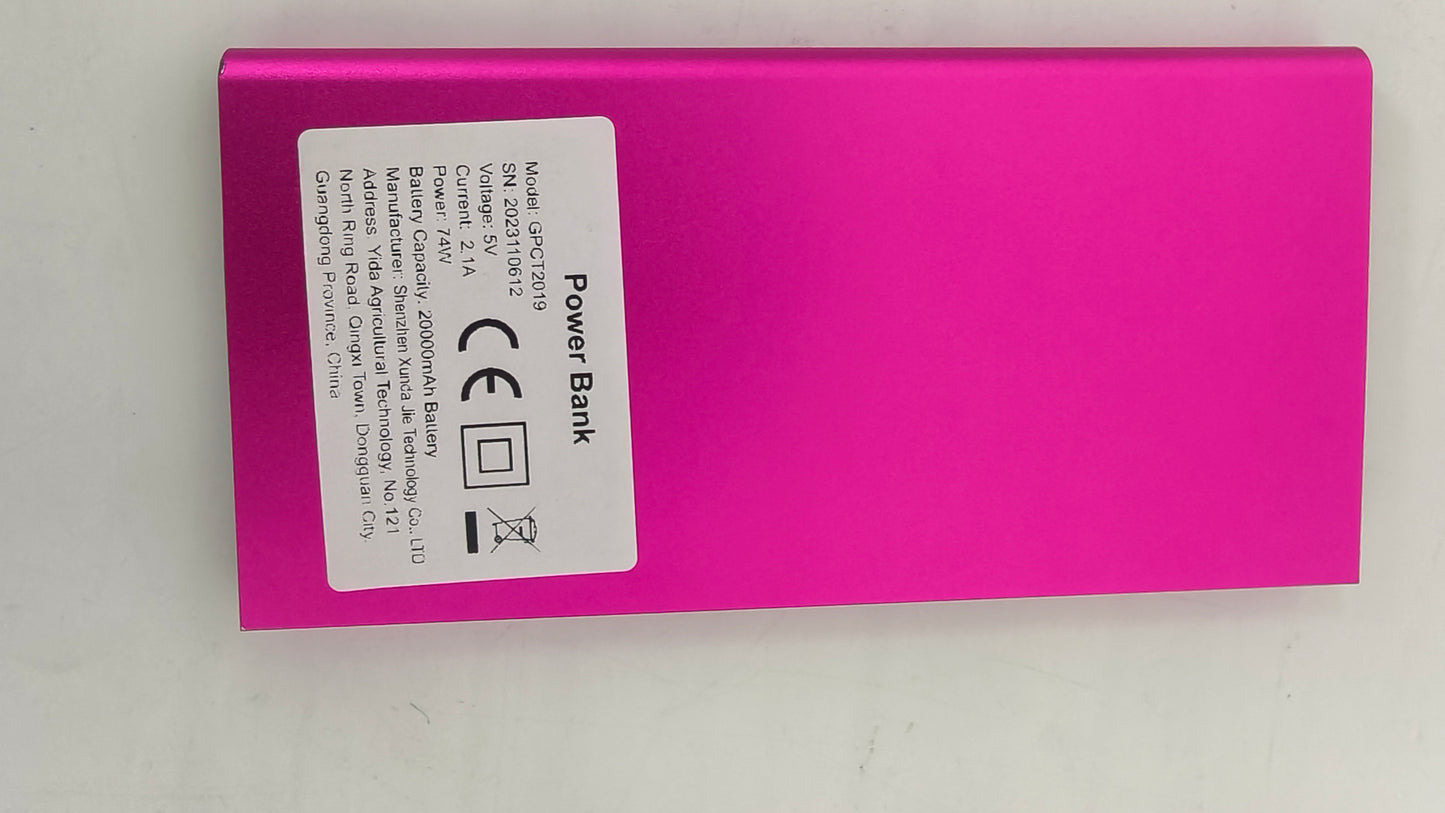 Power Bank
Model: GPCT2019
SN: 2023110612
Voltage: 5V
Current: 2.1A
Power: 74W
CE
Battery Capacity: 20000mAh Battery
Manufacturer: Shenzhen Xunda Jie Technology Co., LTD
Address: Yida Agricultural Technology, No.121
North Ring Road, Qingxi Town, Dongguan City,
Guangdong Province, China